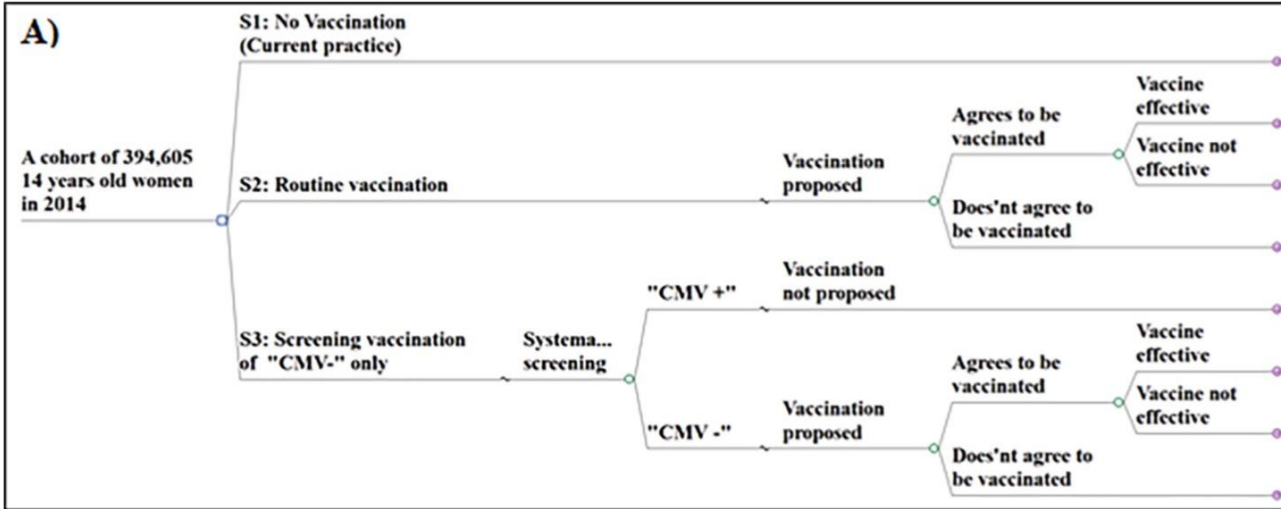 A)
S1: No Vaccination
(Current practice)
A cohort of 394,605
14 years old women
in 2014
S2: Routine vaccination
Vaccination
proposed
Agrees to be
vaccinated
Vaccine
effective
Vaccine not
effective
Does'nt agree to
be vaccinated
S3: Screening vaccination
of "CMV-" only
Systema...
screening
"CMV +"
Vaccination
not proposed
"CMV -"
Vaccination
proposed
Agrees to be
vaccinated
Vaccine
effective
Vaccine not
effective
Does'nt agree to
be vaccinated